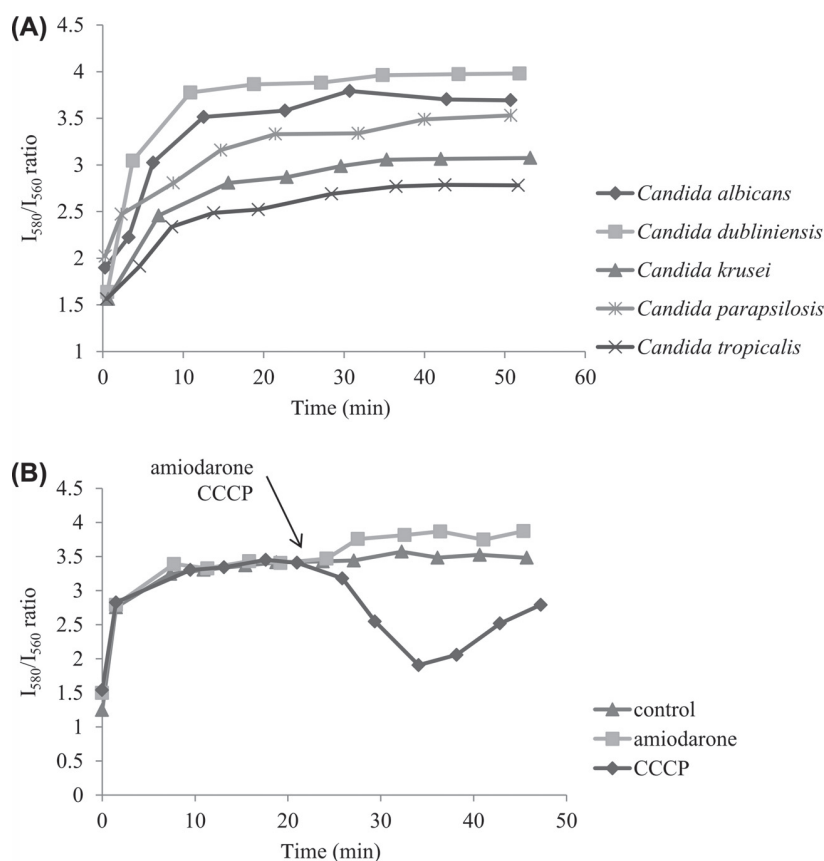 (A)
4.5
4
3.5
3
2.5
2
1.5
1
0
10
20
30
40
50
60
I580/I560 ratio
Time (min)
Candida albicans
Candida dubliniensis
Candida krusei
Candida parapsilosis
Candida tropicalis
(B)
amiodarone
CCCP
4.5
4
3.5
3
2.5
2
1.5
1
0.5
0
0
10
20
30
40
50
I580/I560 ratio
Time (min)
control
amiodarone
CCCP